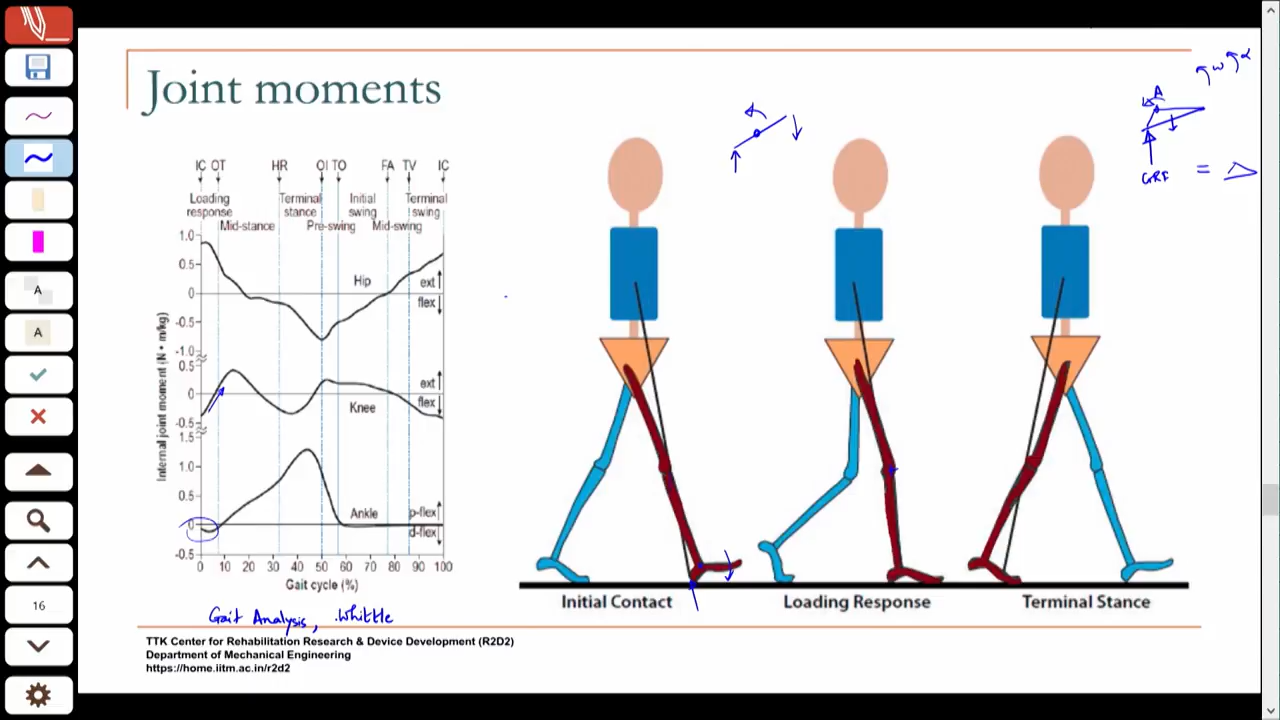 Joint moments
IC OT HR OI TO FA TV IC
Loading response
Terminal stance
Initial swing
Terminal swing
Mid-stance Pre-swing Mid-swing
1.0
0.5
0
-0.5
-1.0
Hip
ext
flex
0.5
0
-0.5
Knee
ext
flex
1.5
1.0
0.5
0
-0.5
Ankle
p-flex
d-flex
Internal joint moment (N • m/kg)
0 10 20 30 40 50 60 70 80 90 100
Gait cycle (%)
Gait Analysis, Whittle
Initial Contact
Loading Response
Terminal Stance
ω α
A
GRF =
TTK Center for Rehabilitation Research & Device Development (R2D2)
Department of Mechanical Engineering
https://home.iitm.ac.in/r2d2
A
A
16